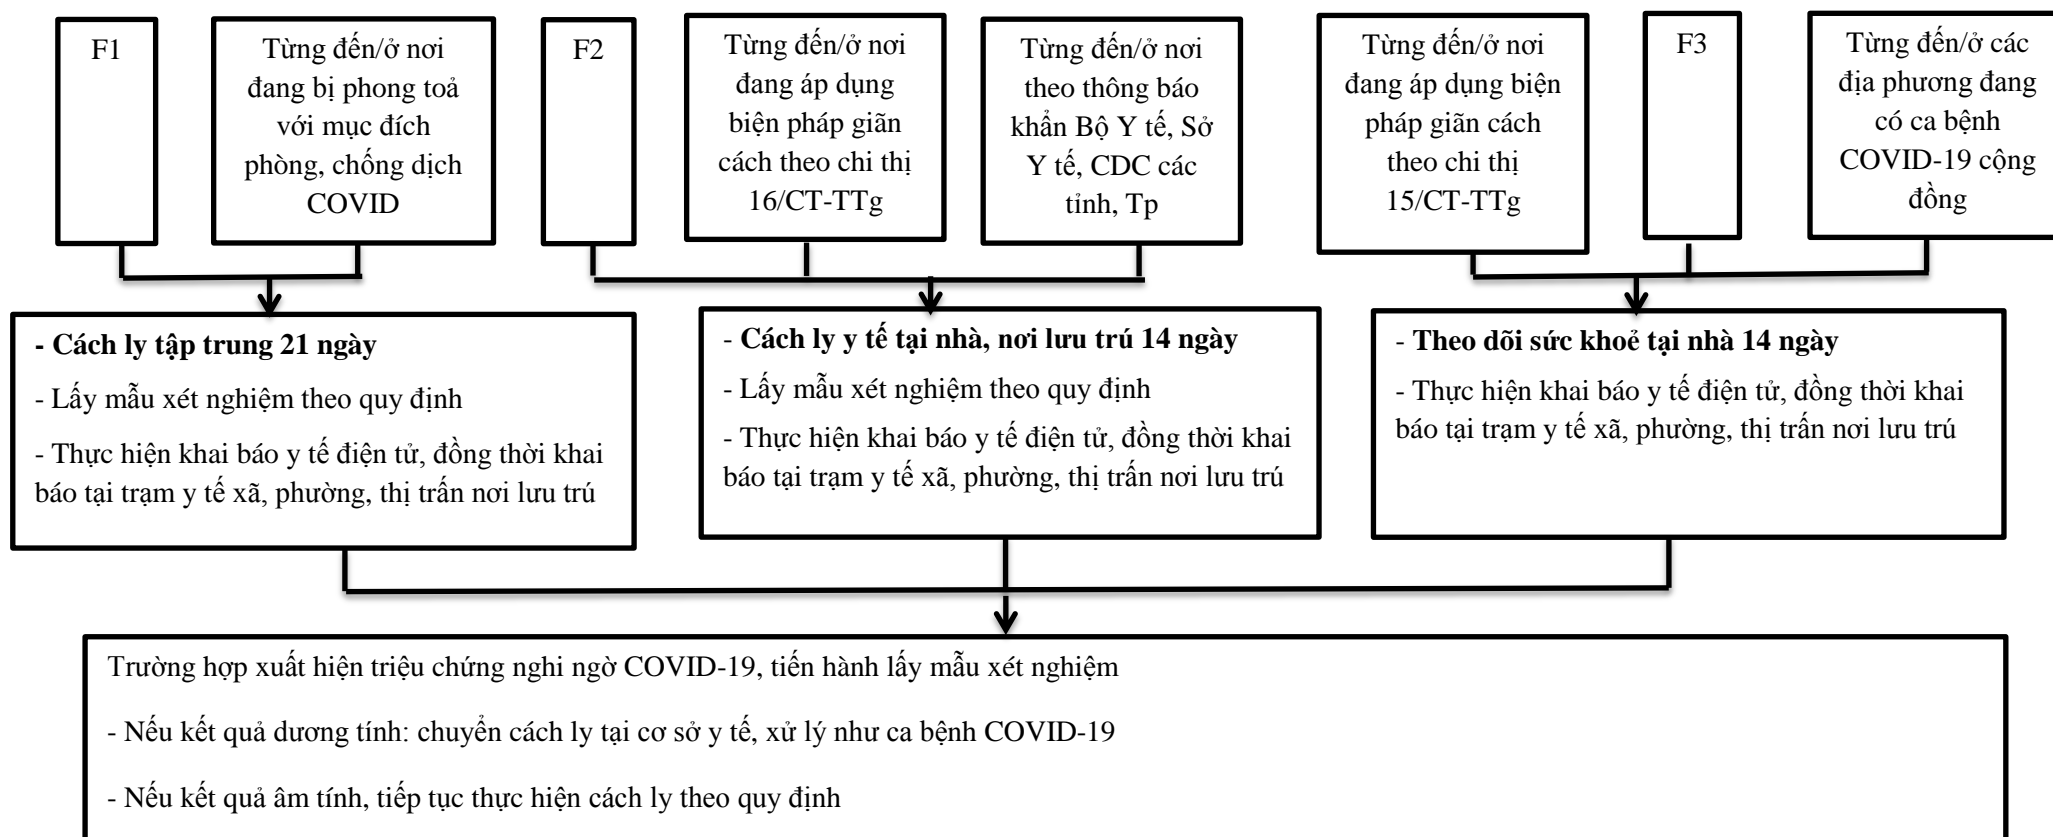 F1
Từng đến/ở nơi
đang bị phong toả
với mục đích
phòng, chống dịch
COVID
F2
Từng đến/ở nơi
đang áp dụng
biện pháp giãn
cách theo chi thị
16/CT-TTg
Từng đến/ở nơi
theo thông báo
khẩn Bộ Y tế, Sở
Y tế, CDC các
tỉnh, Tp
Từng đến/ở nơi
đang áp dụng biện
pháp giãn cách
theo chi thị
15/CT-TTg
F3
Từng đến/ở các
địa phương đang
có ca bệnh
COVID-19 cộng
đồng
- Cách ly tập trung 21 ngày
- Lấy mẫu xét nghiệm theo quy định
- Thực hiện khai báo y tế điện tử, đồng thời khai
báo tại trạm y tế xã, phường, thị trấn nơi lưu trú
- Cách ly y tế tại nhà, nơi lưu trú 14 ngày
- Lấy mẫu xét nghiệm theo quy định
- Thực hiện khai báo y tế điện tử, đồng thời khai
báo tại trạm y tế xã, phường, thị trấn nơi lưu trú
- Theo dõi sức khoẻ tại nhà 14 ngày
- Thực hiện khai báo y tế điện tử, đồng thời khai
báo tại trạm y tế xã, phường, thị trấn nơi lưu trú
Trường hợp xuất hiện triệu chứng nghi ngờ COVID-19, tiến hành lấy mẫu xét nghiệm
- Nếu kết quả dương tính: chuyển cách ly tại cơ sở y tế, xử lý như ca bệnh COVID-19
- Nếu kết quả âm tính, tiếp tục thực hiện cách ly theo quy định